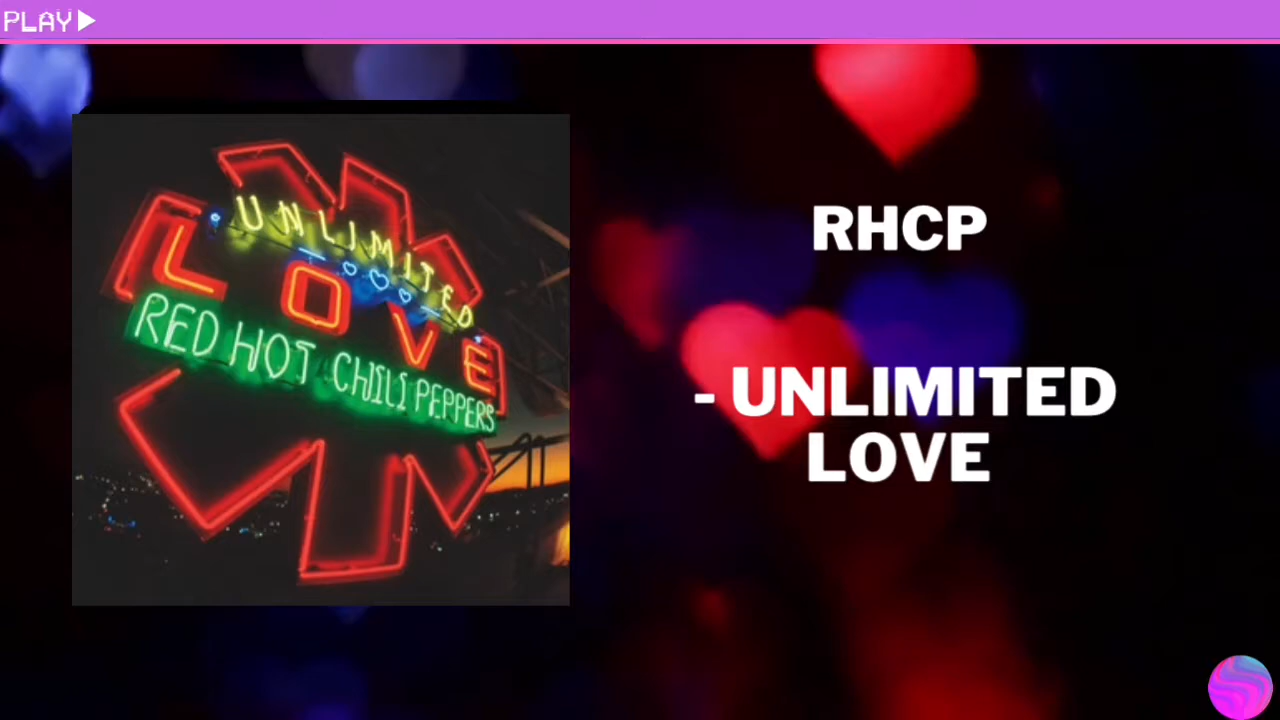 PLAY
UNLIMITED
LOVE
RED HOT CHILI PEPPERS
RHCP
- UNLIMITED
LOVE